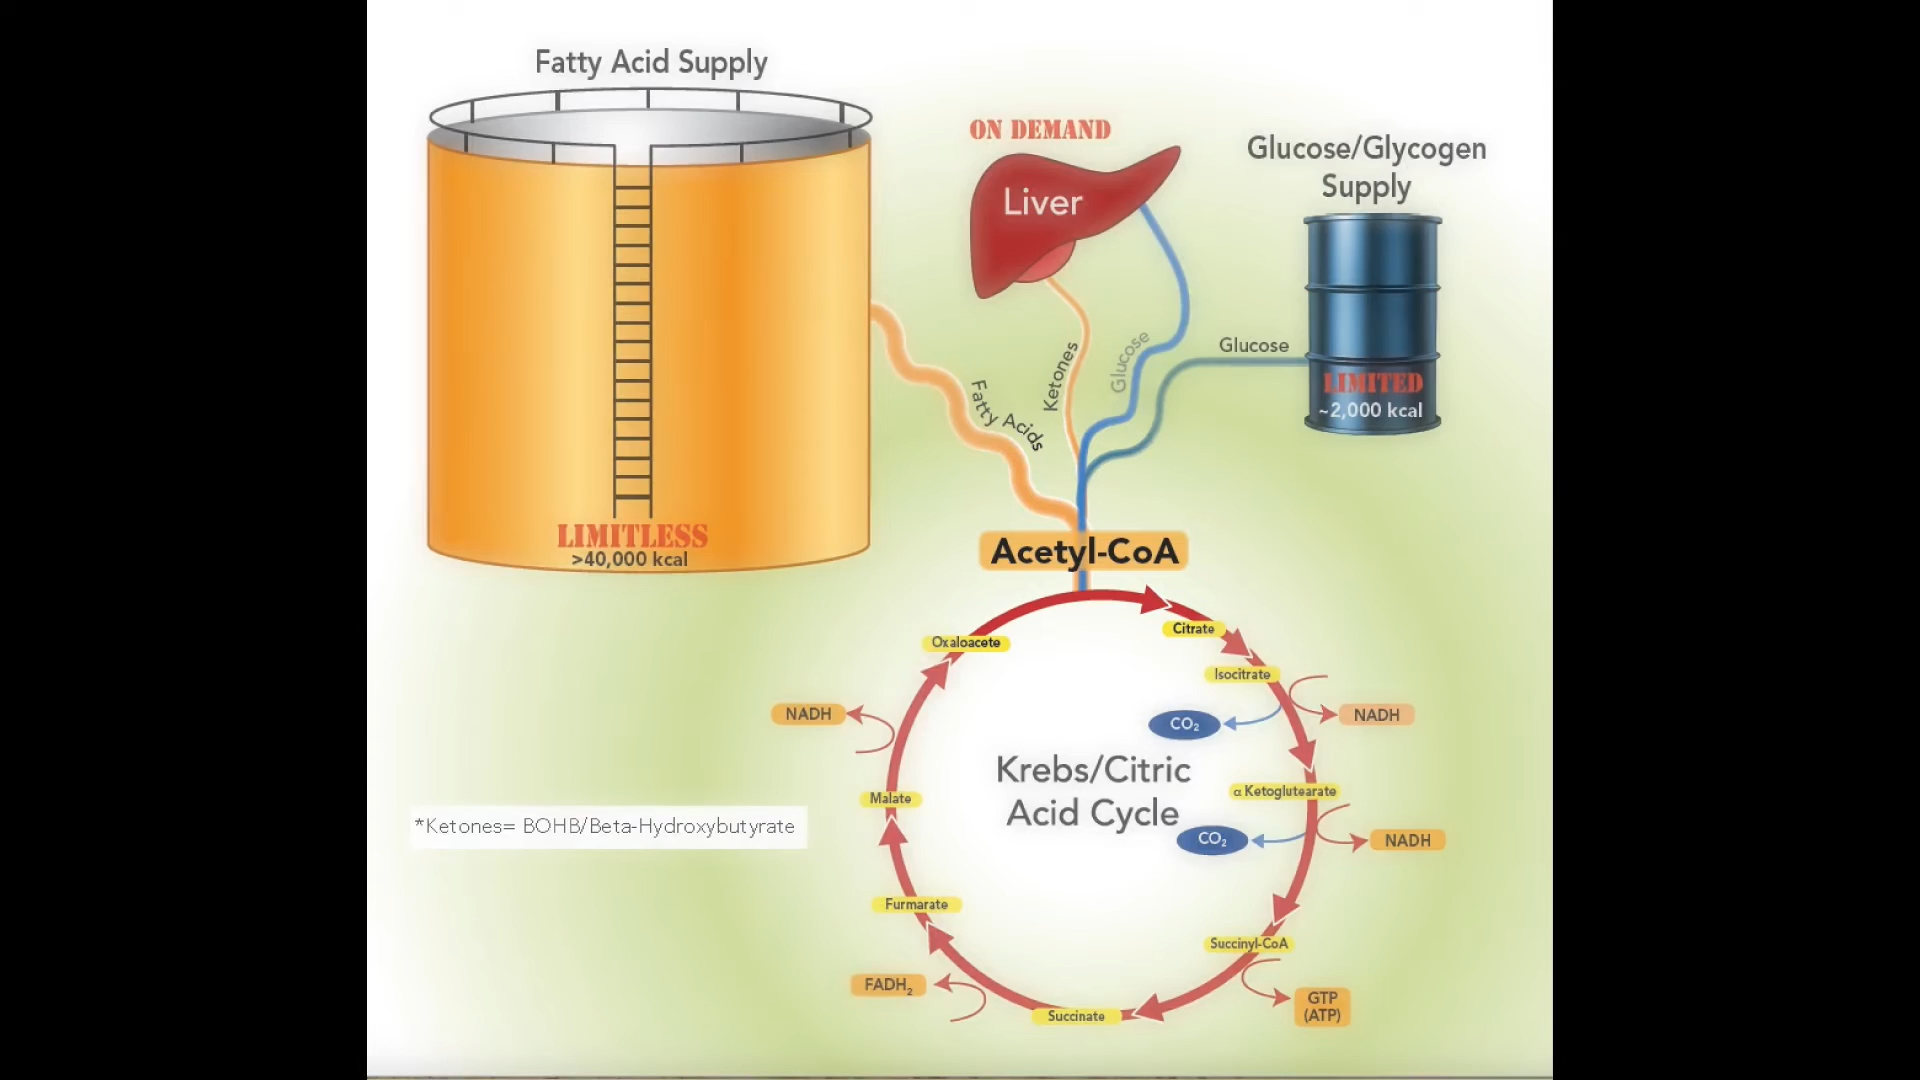 Fatty Acid Supply
ON DEMAND
Liver
Glucose/Glycogen
Supply
Fatty Acids
Ketones
Glucose
Glucose
LIMITED
~2,000 kcal
LIMITLESS
>40,000 kcal
Acetyl-CoA
Oxaloacete
Citrate
Isocitrate
NADH
CO₂
NADH
Krebs/Citric
Acid Cycle
α Ketoglutearate
Malate
*Ketones= BOHB/Beta-Hydroxybutyrate
CO₂
NADH
Furmarate
Succinyl-CoA
FADH₂
Succinate
GTP
(ATP)